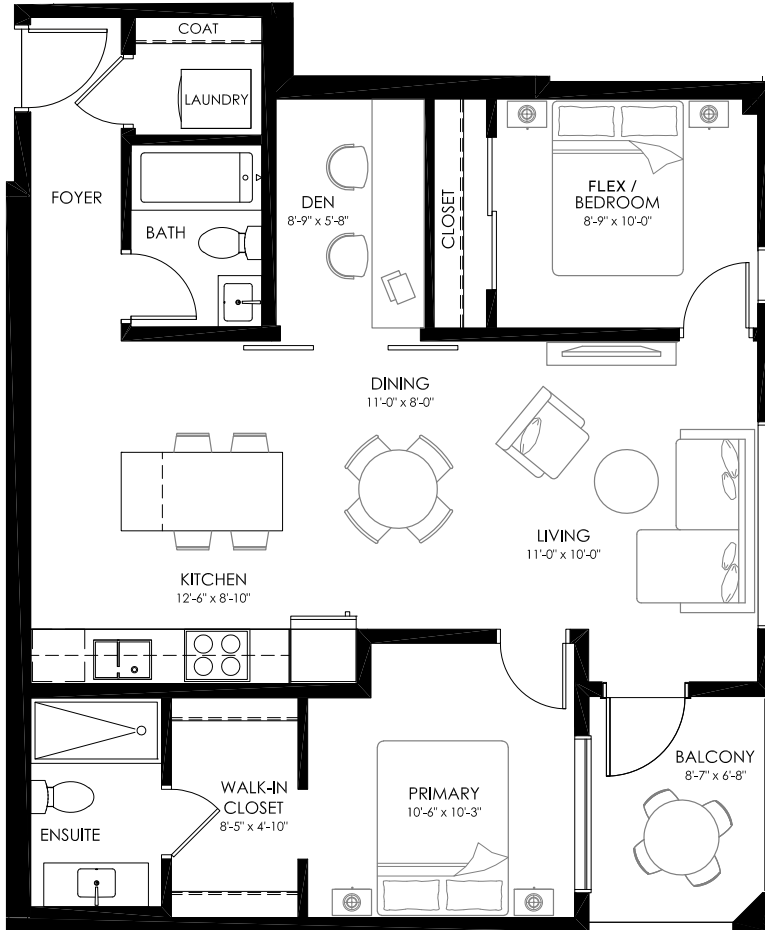 COAT
LAUNDRY
FOYER
BATH
DEN
8'-9" x 5'-8"
CLOSET
FLEX /
BEDROOM
8'-9" x 10'-0"
DINING
11'-0" x 8'-0"
LIVING
11'-0" x 10'-0"
KITCHEN
12'-6" x 8'-10"
ENSUITE
WALK-IN
CLOSET
8'-5" x 4'-10"
PRIMARY
10'-6" x 10'-3"
BALCONY
8'-7" x 6'-8"